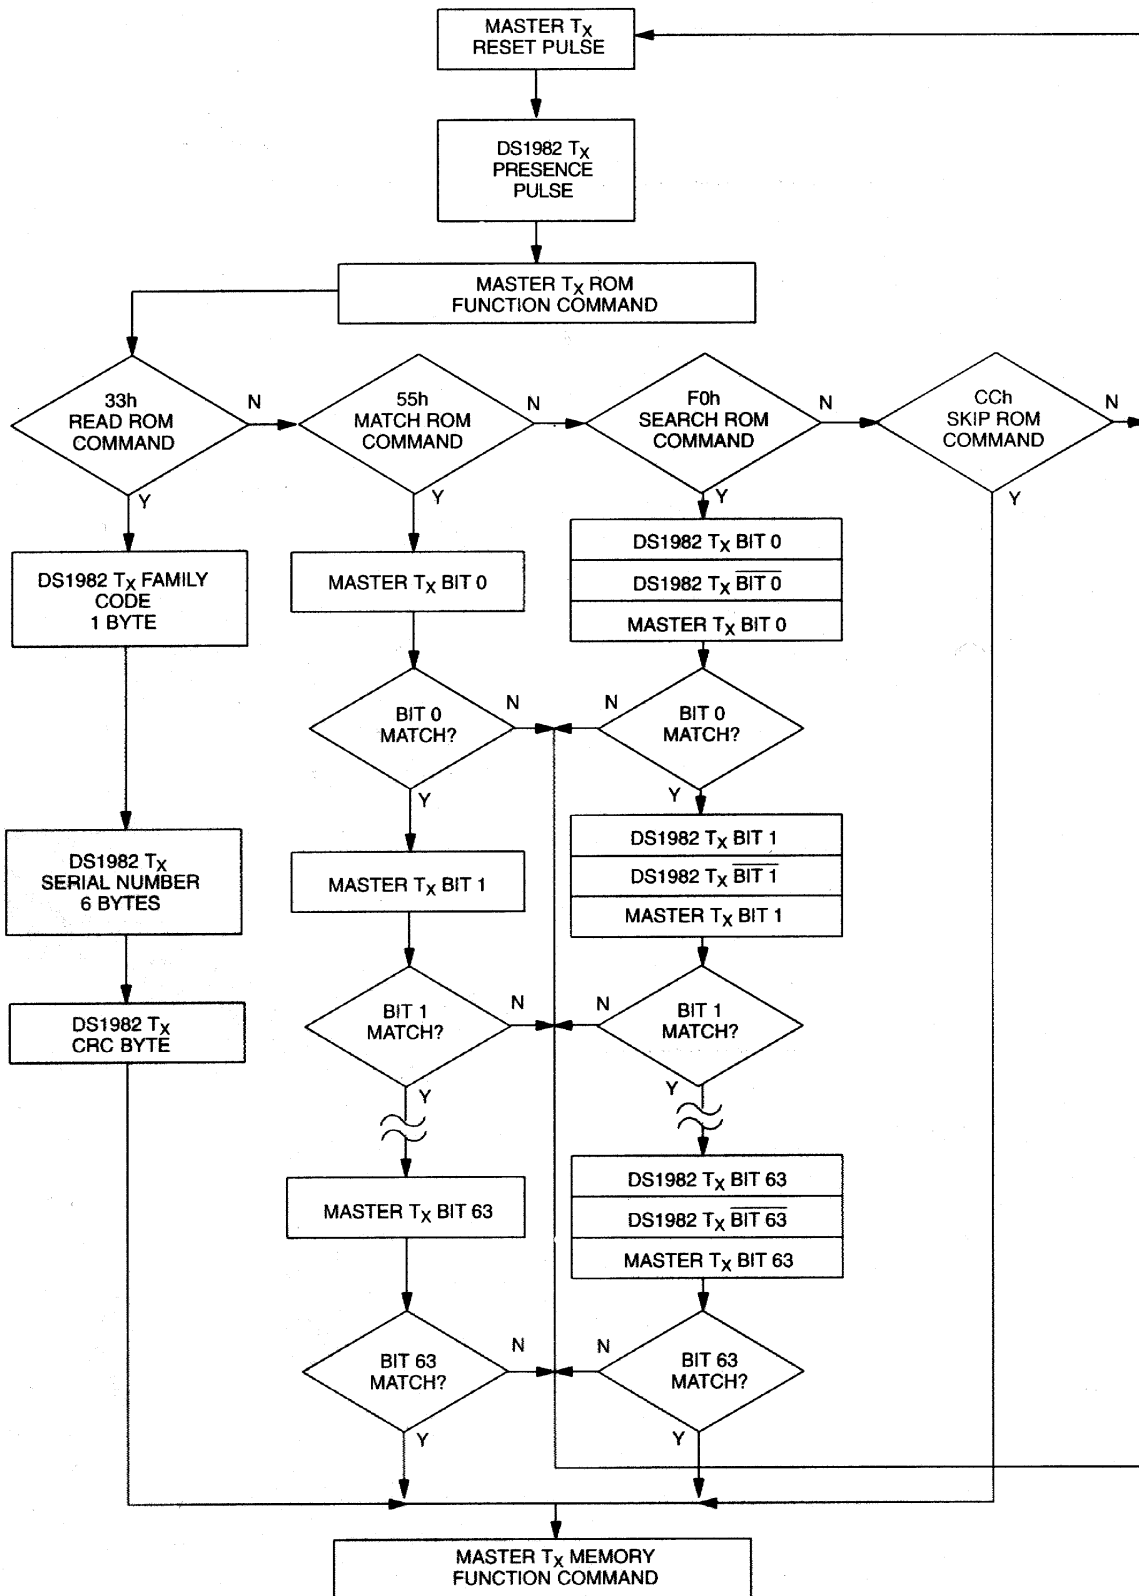 MASTER TX
RESET PULSE
DS1982 TX
PRESENCE
PULSE
MASTER TX ROM
FUNCTION COMMAND
33h
READ ROM
COMMAND
N
Y
55h
MATCH ROM
COMMAND
N
Y
F0h
SEARCH ROM
COMMAND
N
Y
CCh
SKIP ROM
COMMAND
N
Y
DS1982 TX FAMILY
CODE
1 BYTE
DS1982 TX
SERIAL NUMBER
6 BYTES
DS1982 TX
CRC BYTE
MASTER TX BIT 0
BIT 0
MATCH?
N
Y
MASTER TX BIT 1
BIT 1
MATCH?
N
Y
MASTER TX BIT 63
BIT 63
MATCH?
N
Y
DS1982 TX BIT 0
DS1982 TX BIT 0
MASTER TX BIT 0
N
BIT 0
MATCH?
Y
DS1982 TX BIT 1
DS1982 TX BIT 1
MASTER TX BIT 1
N
BIT 1
MATCH?
Y
DS1982 TX BIT 63
DS1982 TX BIT 63
MASTER TX BIT 63
N
BIT 63
MATCH?
Y
MASTER TX MEMORY
FUNCTION COMMAND